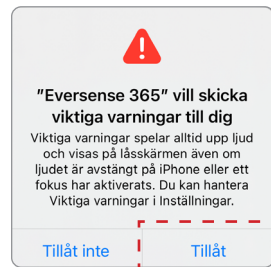 "Eversense 365" vill skicka
viktiga varningar till dig
Viktiga varningar spelar alltid upp ljud
och visas på låsskärmen även om
ljudet är avstängt på iPhone eller ett
fokus har aktiverats. Du kan hantera
Viktiga varningar i Inställningar.
Tillåt inte
Tillåt